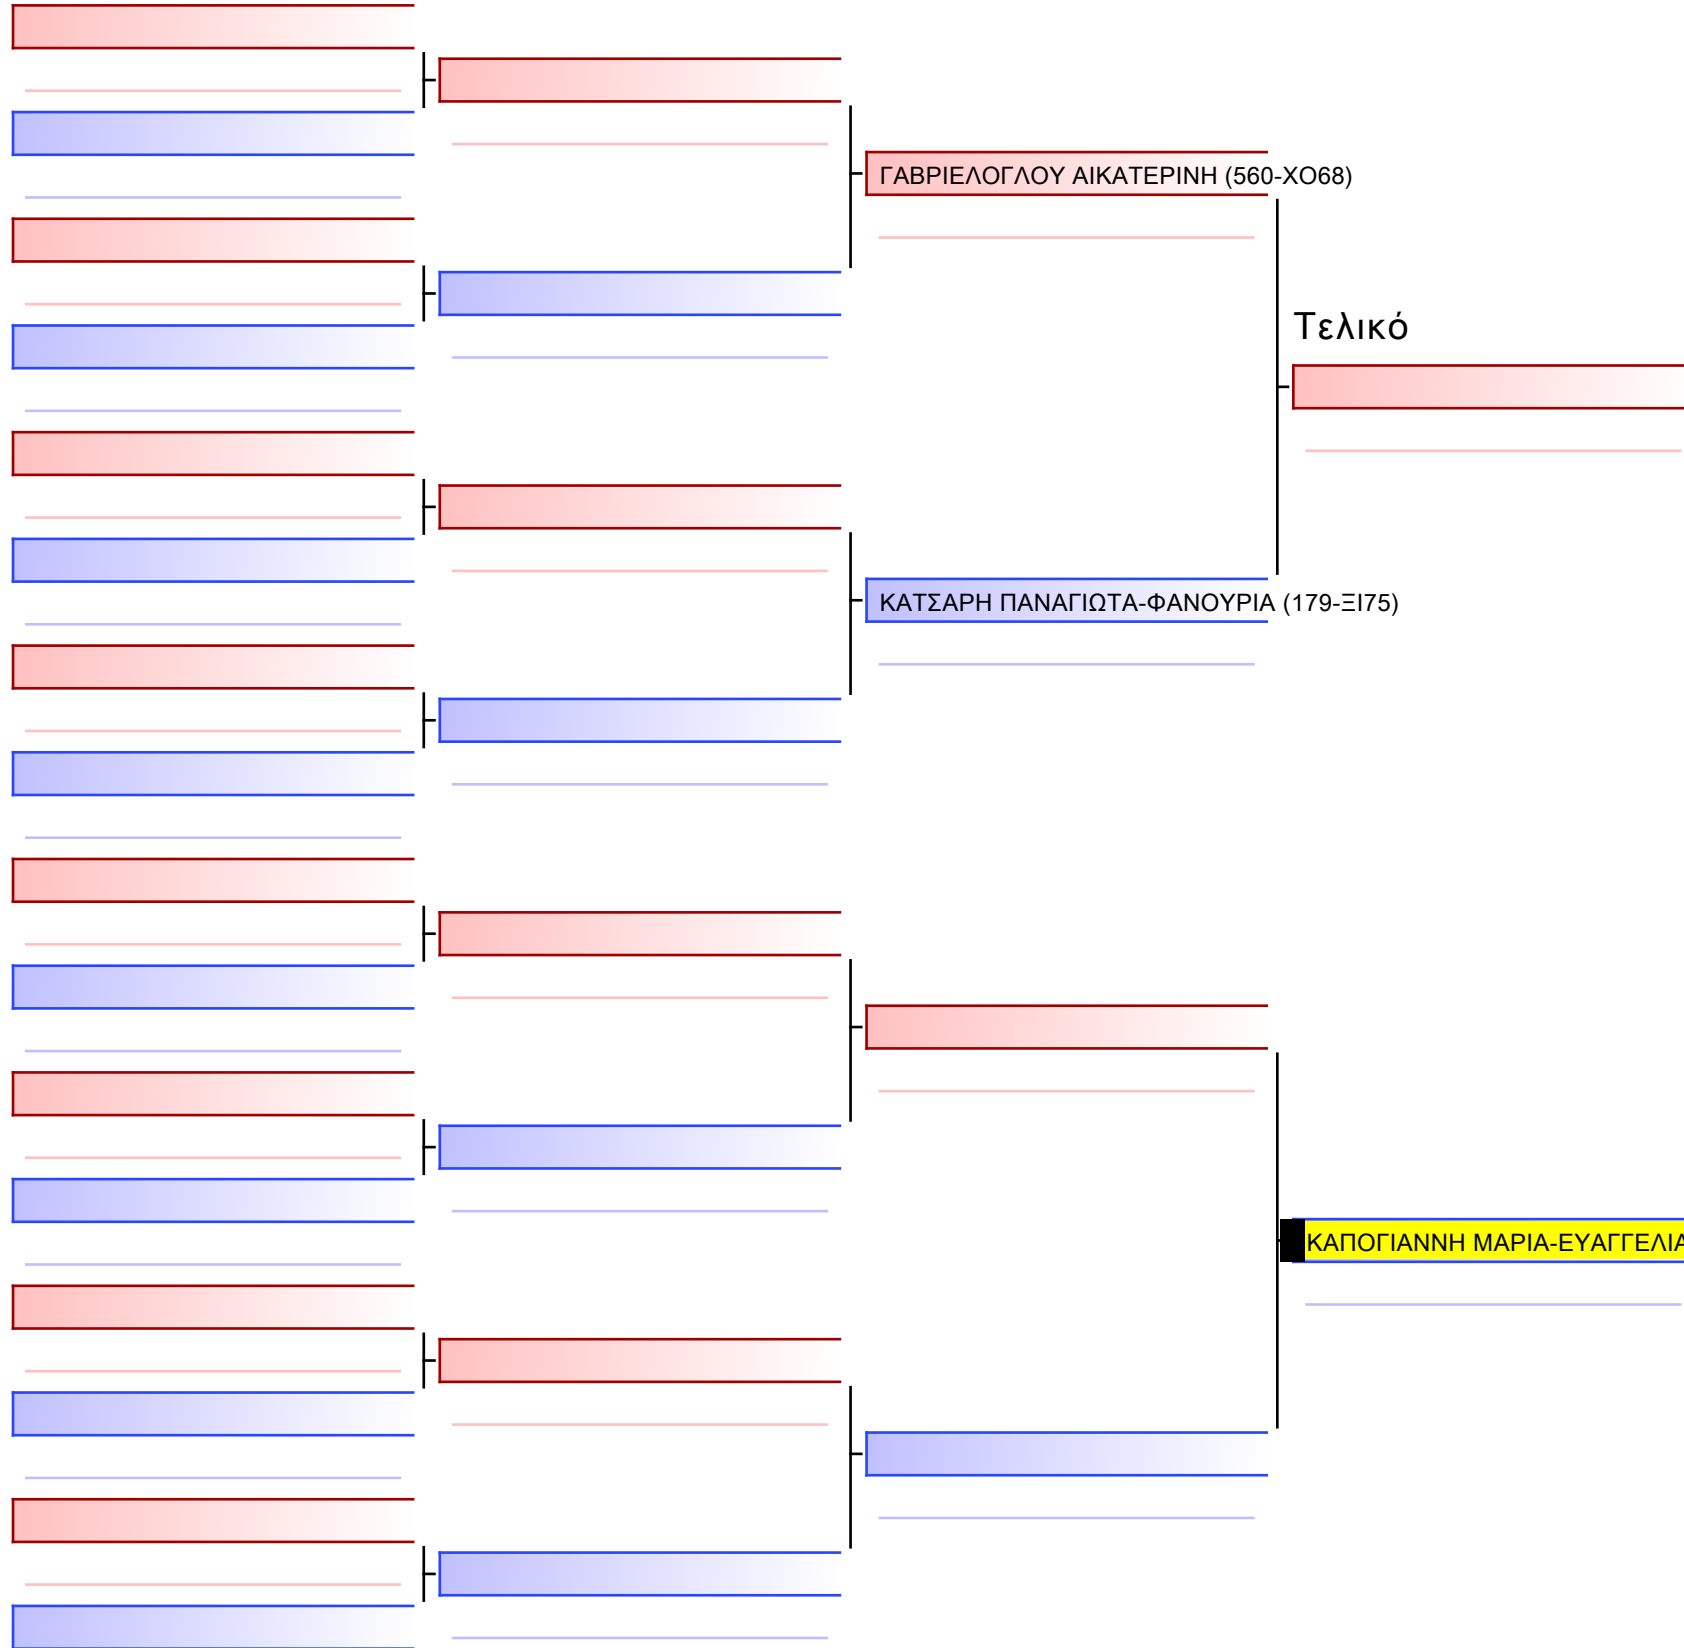 ΓΑΒΡΙΕΛΟΓΛΟΥ ΑΙΚΑΤΕΡΙΝΗ (560-ΧΟ68)
Τελικό
ΚΑΤΣΑΡΗ ΠΑΝΑΓΙΩΤΑ-ΦΑΝΟΥΡΙΑ (179-ΞΙ75)
ΚΑΠΟΓΙΑΝΝΗ ΜΑΡΙΑ-ΕΥΑΓΓΕΛΙΑ